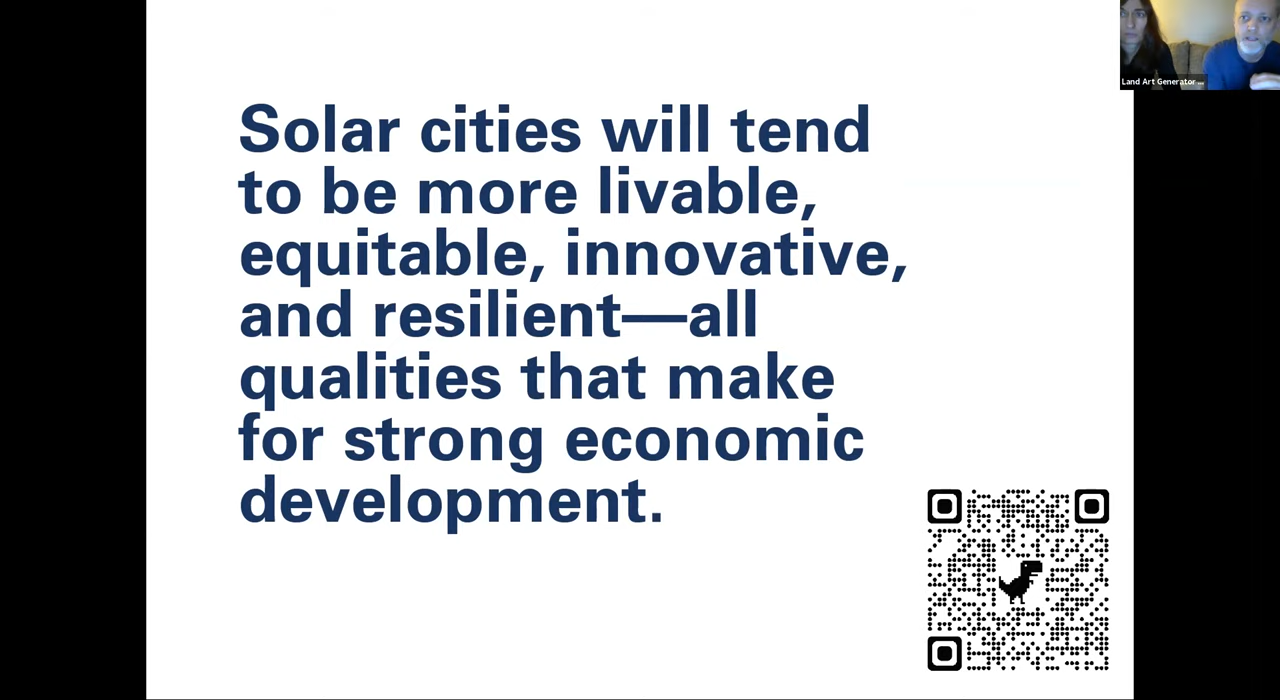 Solar cities will tend
to be more livable,
equitable, innovative,
and resilient—all
qualities that make
for strong economic
development.
Land Art Generator